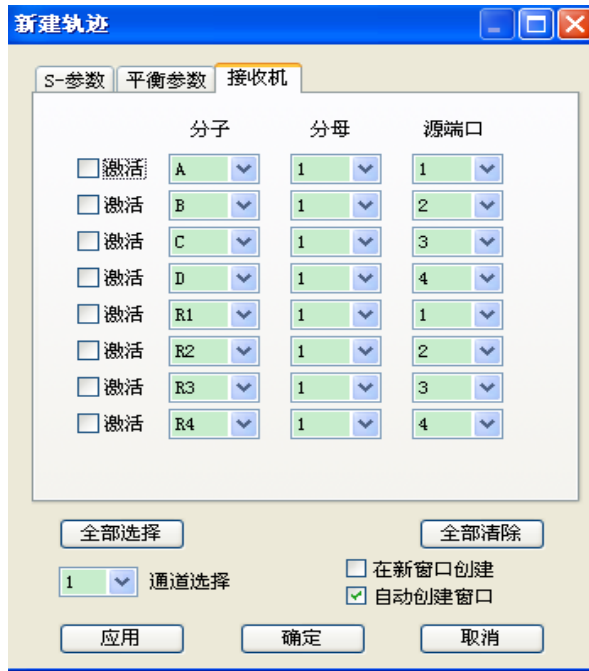 新建轨迹
S-参数 平衡参数 接收机
分子 分母 源端口
激活 A 1 1
激活 B 1 2
激活 C 1 3
激活 D 1 4
激活 R1 1 1
激活 R2 1 2
激活 R3 1 3
激活 R4 1 4
全部选择 全部清除
1 通道选择 在新窗口创建
自动创建窗口
应用 确定 取消